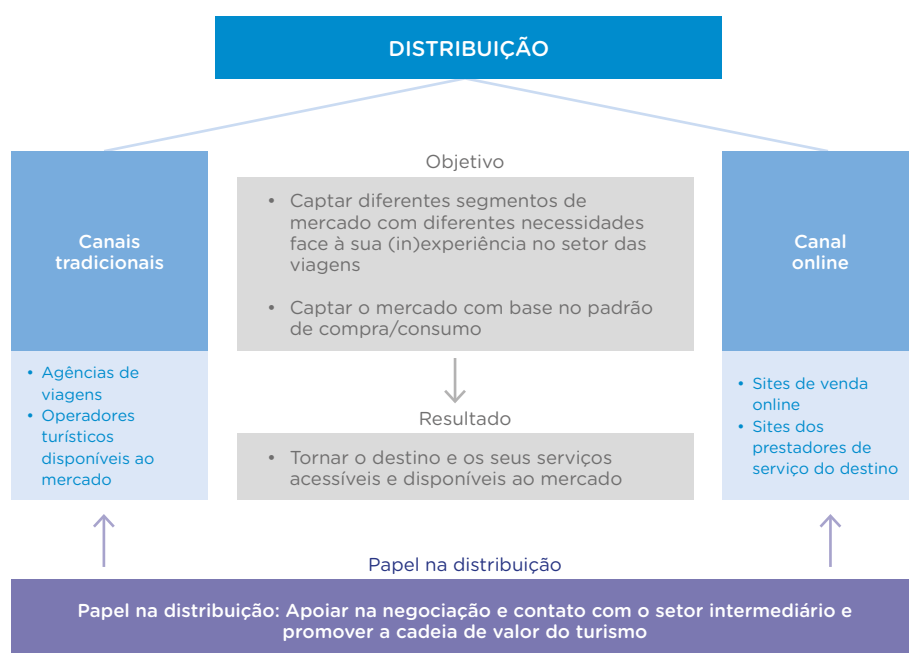 DISTRIBUIÇÃO
Canais
tradicionais
• Agências de
viagens
• Operadores
turísticos
disponíveis ao
mercado
Objetivo
• Captar diferentes segmentos de
mercado com diferentes necessidades
face à sua (in)experiência no setor das
viagens
• Captar o mercado com base no padrão
de compra/consumo
Resultado
• Tornar o destino e os seus serviços
acessíveis e disponíveis ao mercado
Canal
online
• Sites de venda
online
• Sites dos
prestadores de
serviço do destino
Papel na distribuição
Papel na distribuição: Apoiar na negociação e contato com o setor intermediário e
promover a cadeia de valor do turismo